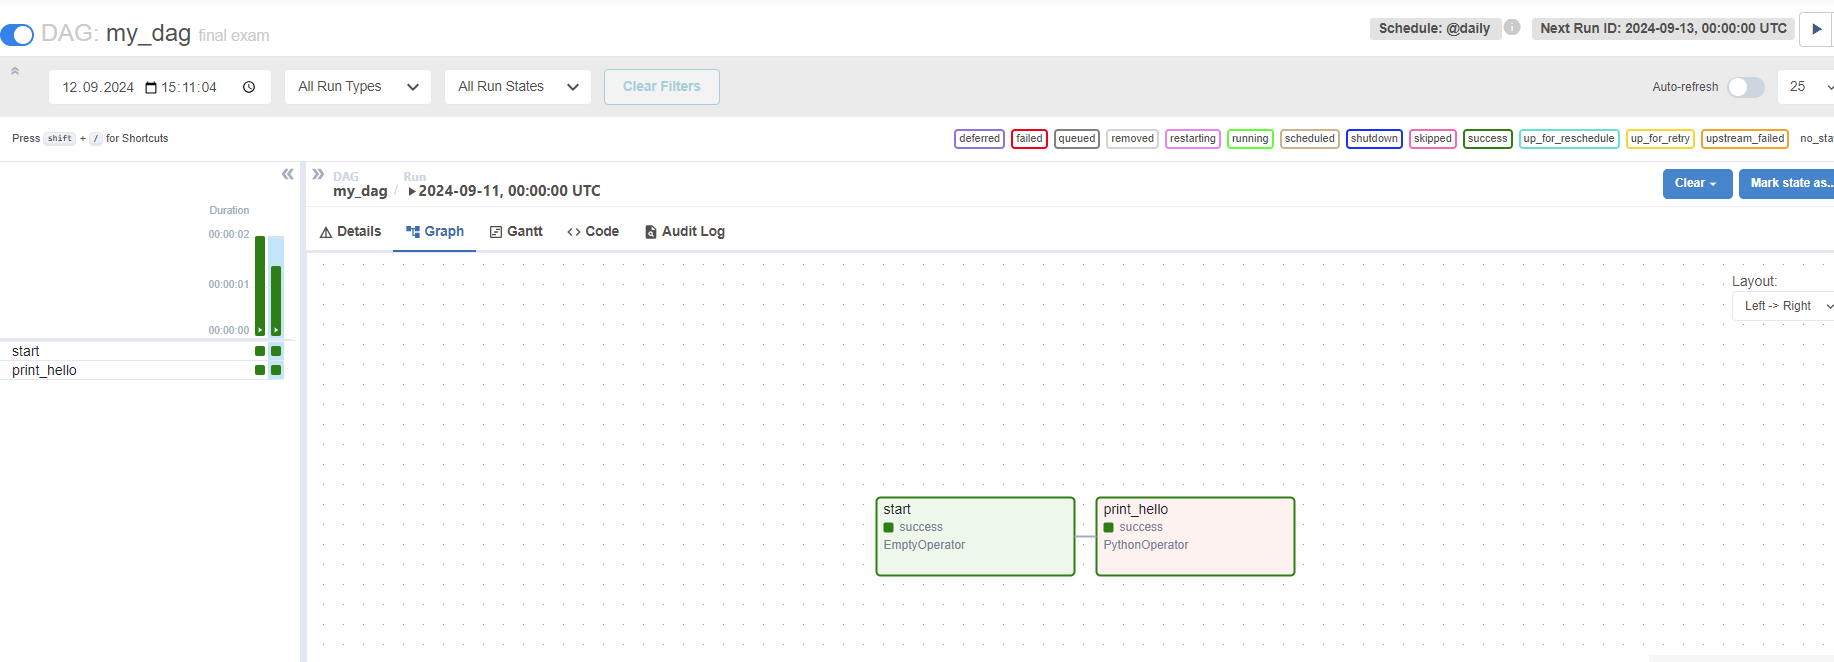 DAG: my_dag final exam
Schedule: @daily
Next Run ID: 2024-09-13, 00:00:00 UTC
12.09.2024 15:11:04
All Run Types
All Run States
Clear Filters
Auto-refresh
25
Press shift + / for Shortcuts
deferred failed queued removed restarting running scheduled shutdown skipped success up_for_reschedule up_for_retry upstream_failed no_sta
DAG
my_dag
/
Run
2024-09-11, 00:00:00 UTC
Clear
Mark state as..
Duration
00:00:02
00:00:01
00:00:00
start
print_hello
Details
Graph
Gantt
Code
Audit Log
Layout:
Left -> Right
start
success
EmptyOperator
print_hello
success
PythonOperator